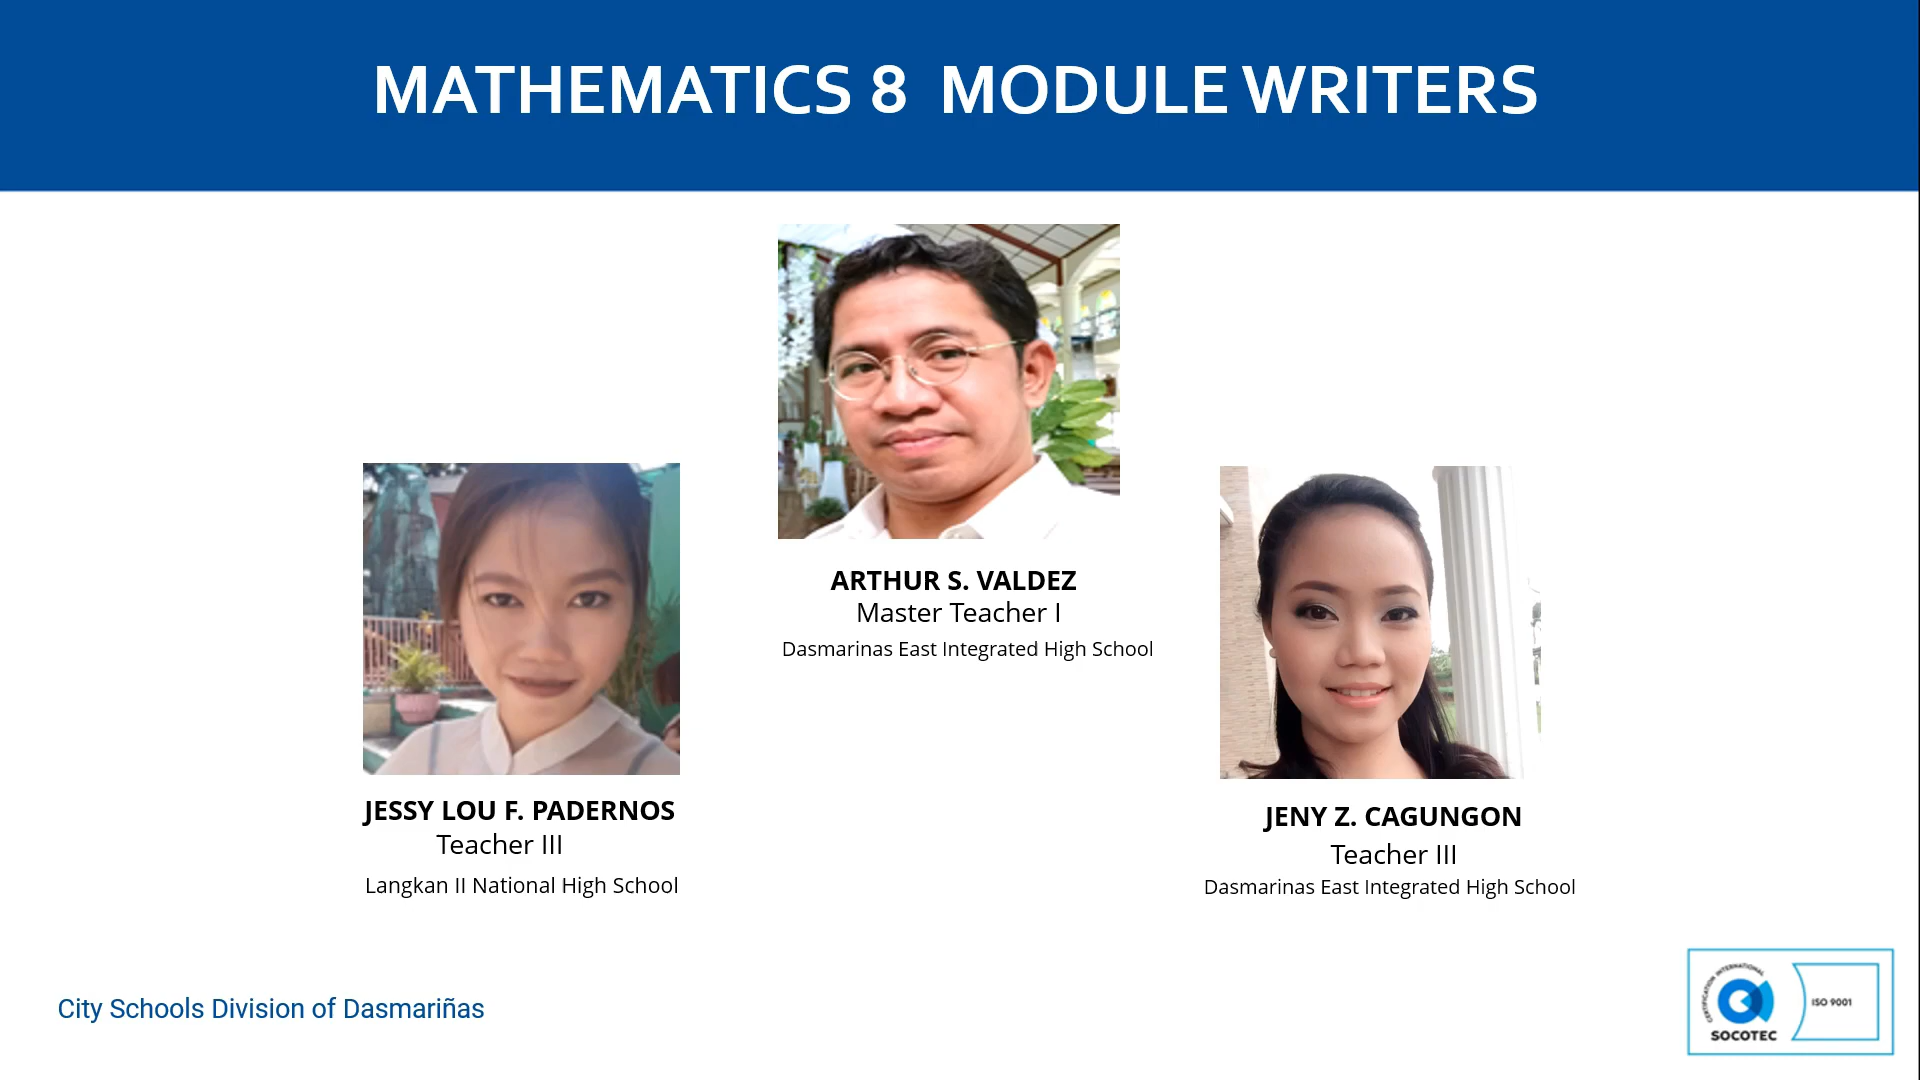 MATHEMATICS 8 MODULE WRITERS
ARTHUR S. VALDEZ
Master Teacher I
Dasmarinas East Integrated High School
JESSY LOU F. PADERNOS
Teacher III
Langkan II National High School
JENY Z. CAGUNGON
Teacher III
Dasmarinas East Integrated High School
City Schools Division of Dasmariñas
CERTIFICATION INTERNATIONAL
SOCOTEC
ISO 9001